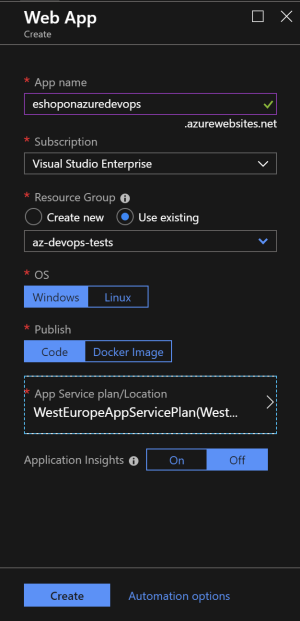 Web App
Create
* App name
eshoponazuredevops
.azurewebsites.net
* Subscription
Visual Studio Enterprise
* Resource Group
Create new Use existing
az-devops-tests
* OS
Windows Linux
* Publish
Code Docker Image
* App Service plan/Location
WestEuropeAppServicePlan(West...
Application Insights On Off
Create Automation options